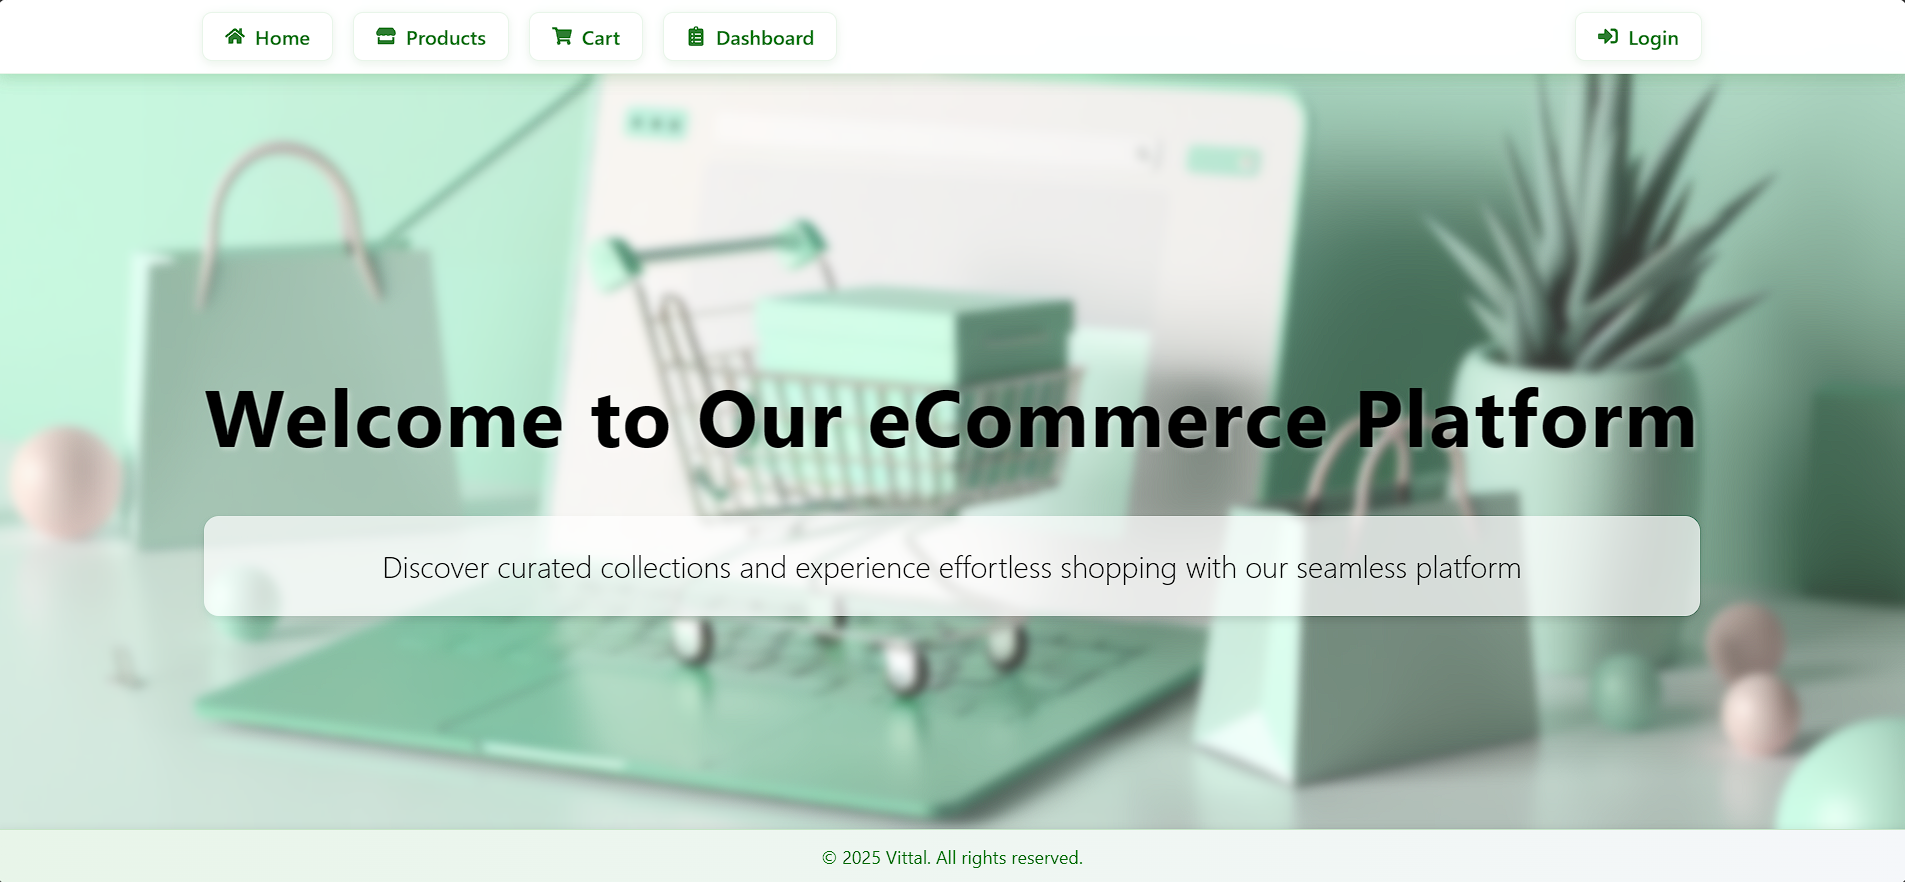 Home
Products
Cart
Dashboard
Login
Welcome to Our eCommerce Platform
Discover curated collections and experience effortless shopping with our seamless platform
© 2025 Vittal. All rights reserved.